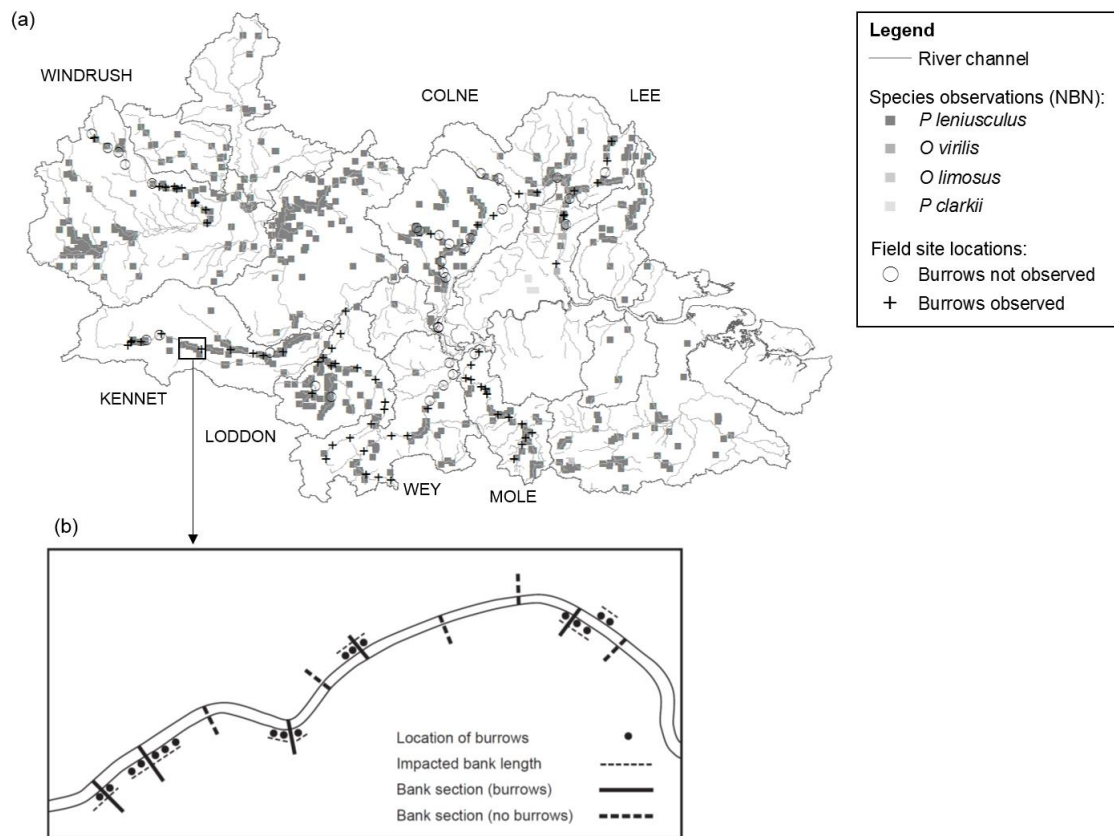 (a)
WINDRUSH
COLNE
LEE
KENNET
LODDON
WEY
MOLE
Legend
River channel
Species observations (NBN):
P leniusculus
O virilis
O limosus
P clarkii
Field site locations:
Burrows not observed
Burrows observed
(b)
Location of burrows
Impacted bank length
Bank section (burrows)
Bank section (no burrows)